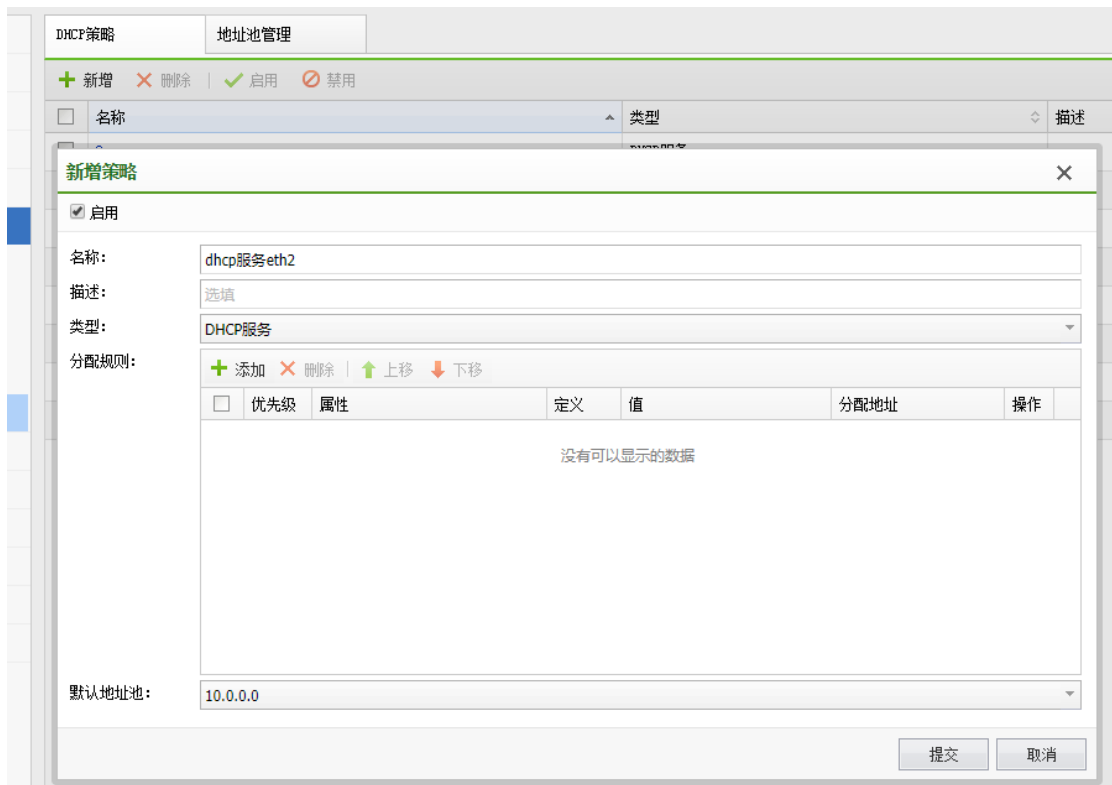 DHCP策略 地址池管理
新增 删除 启用 禁用
名称 类型 描述
新增策略
启用
名称: dhcp服务eth2
描述: 选填
类型: DHCP服务
分配规则: 添加 删除 上移 下移
优先级 属性 定义 值 分配地址 操作
没有可以显示的数据
默认地址池: 10.0.0.0
提交 取消